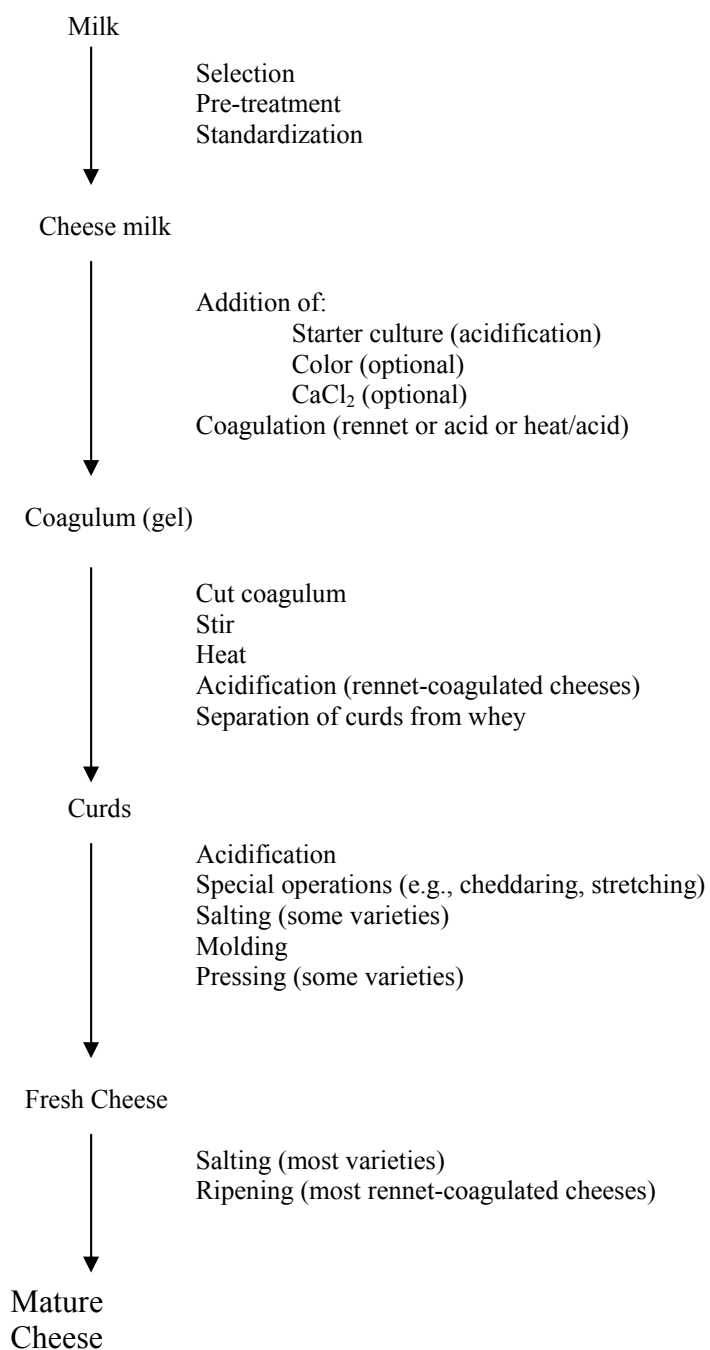 Milk
Selection
Pre-treatment
Standardization
Cheese milk
Addition of:
Starter culture (acidification)
Color (optional)
CaCl₂ (optional)
Coagulation (rennet or acid or heat/acid)
Coagulum (gel)
Cut coagulum
Stir
Heat
Acidification (rennet-coagulated cheeses)
Separation of curds from whey
Curds
Acidification
Special operations (e.g., cheddaring, stretching)
Salting (some varieties)
Molding
Pressing (some varieties)
Fresh Cheese
Salting (most varieties)
Ripening (most rennet-coagulated cheeses)
Mature
Cheese